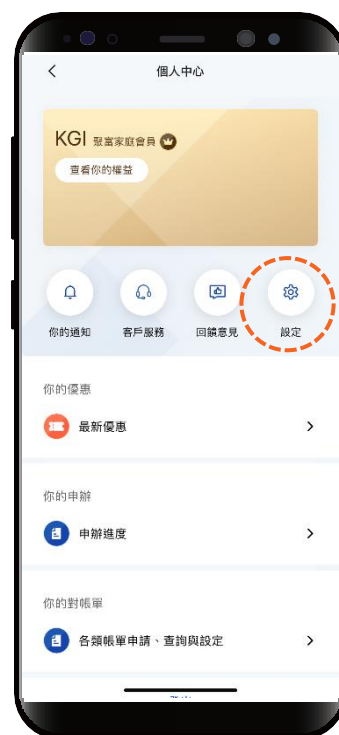 個人中心
KGI 聚富家庭會員
查看你的權益
你的通知 客戶服務 回饋意見 設定
你的優惠
最新優惠
你的申辦
申辦進度
你的對帳單
各類帳單申請、查詢與設定